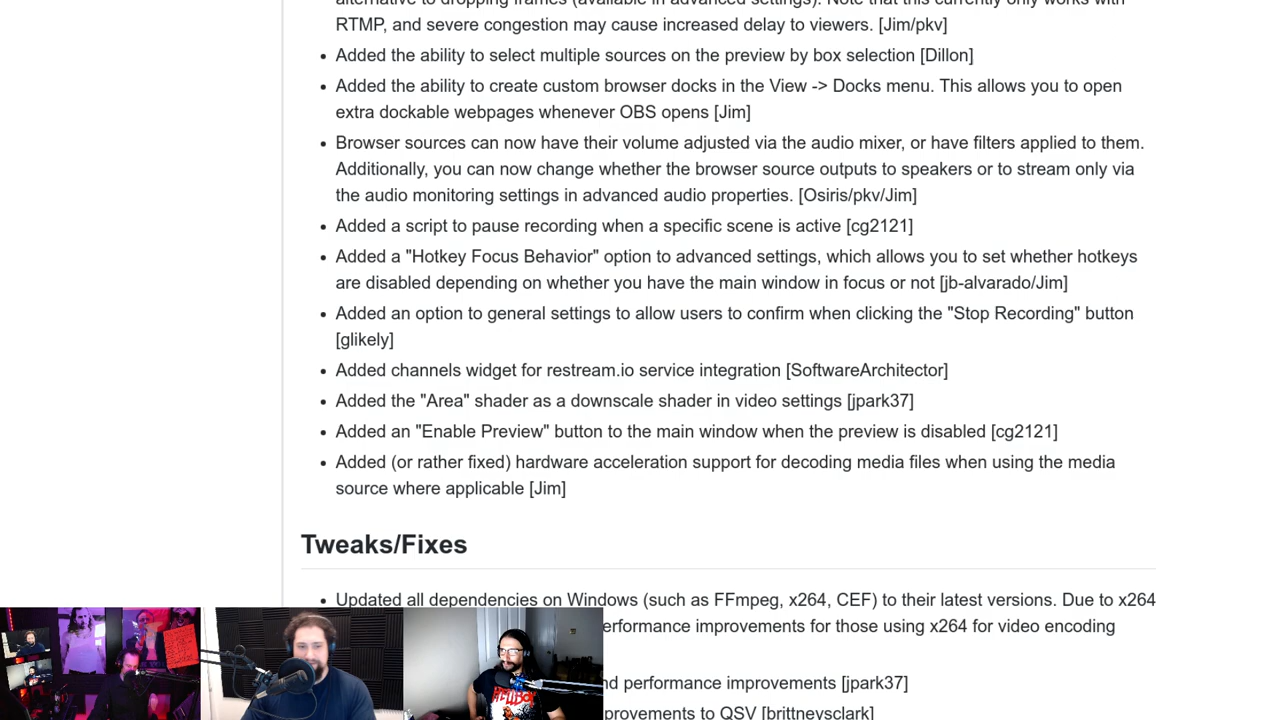 alternative to dropping frames (available in advanced settings). Note that this currently only works with
RTMP, and severe congestion may cause increased delay to viewers. [Jim/pkv]
• Added the ability to select multiple sources on the preview by box selection [Dillon]
• Added the ability to create custom browser docks in the View -> Docks menu. This allows you to open
extra dockable webpages whenever OBS opens [Jim]
• Browser sources can now have their volume adjusted via the audio mixer, or have filters applied to them.
Additionally, you can now change whether the browser source outputs to speakers or to stream only via
the audio monitoring settings in advanced audio properties. [Osiris/pkv/Jim]
• Added a script to pause recording when a specific scene is active [cg2121]
• Added a "Hotkey Focus Behavior" option to advanced settings, which allows you to set whether hotkeys
are disabled depending on whether you have the main window in focus or not [jb-alvarado/Jim]
• Added an option to general settings to allow users to confirm when clicking the "Stop Recording" button
[glikely]
• Added channels widget for restream.io service integration [SoftwareArchitector]
• Added the "Area" shader as a downscale shader in video settings [jpark37]
• Added an "Enable Preview" button to the main window when the preview is disabled [cg2121]
• Added (or rather fixed) hardware acceleration support for decoding media files when using the media
source where applicable [Jim]
Tweaks/Fixes
• Updated all dependencies on Windows (such as FFmpeg, x264, CEF) to their latest versions. Due to x264
performance improvements for those using x264 for video encoding
and performance improvements [jpark37]
improvements to QSV [brittneysclark]